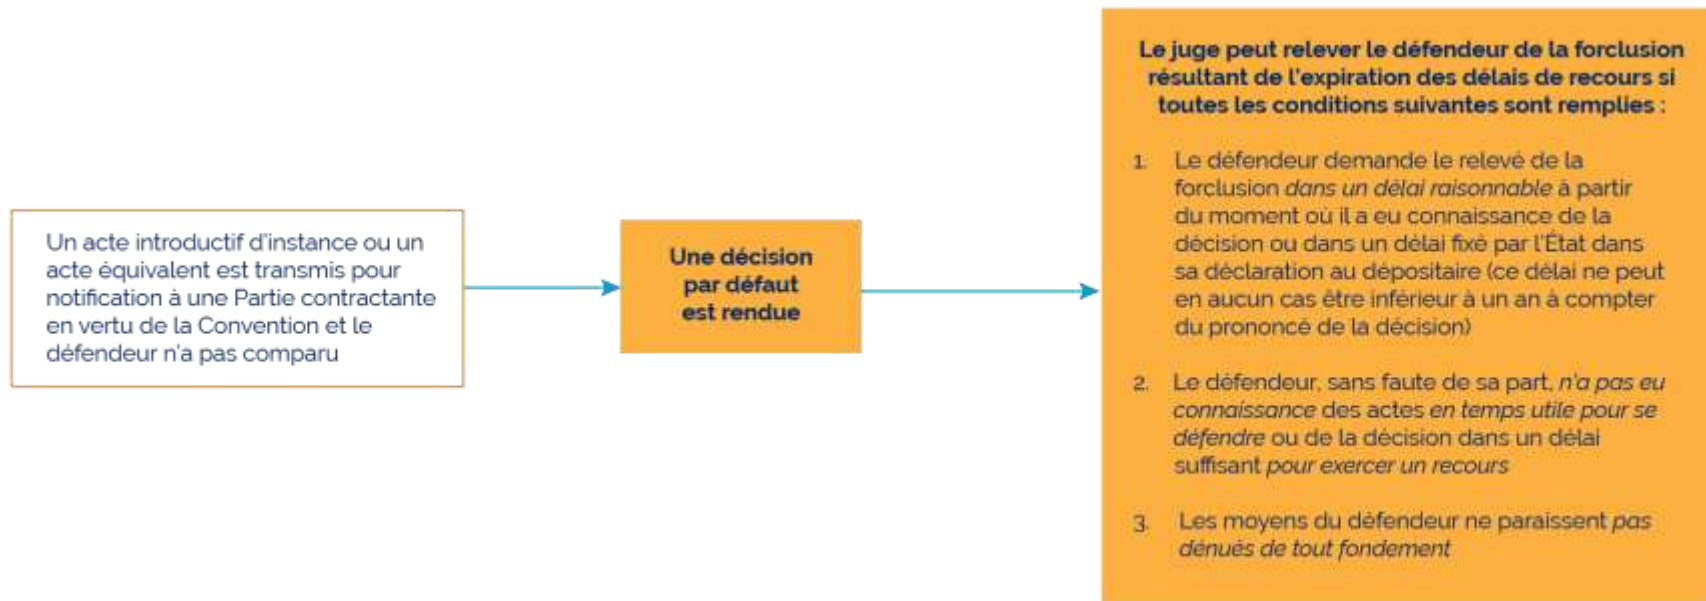 Un acte introductif d'instance ou un
acte équivalent est transmis pour
notification à une Partie contractante
en vertu de la Convention et le
défendeur n'a pas comparu
Une décision
par défaut
est rendue
Le juge peut relever le défendeur de la forclusion
résultant de l'expiration des délais de recours si
toutes les conditions suivantes sont remplies :
1. Le défendeur demande le relevé de la
forclusion dans un délai raisonnable à partir
du moment où il a eu connaissance de la
décision ou dans un délai fixé par l'État dans
sa déclaration au dépositaire (ce délai ne peut
en aucun cas être inférieur à un an à compter
du prononcé de la décision)
2. Le défendeur, sans faute de sa part, n'a pas eu
connaissance des actes en temps utile pour se
défendre ou de la décision dans un délai
suffisant pour exercer un recours
3. Les moyens du défendeur ne paraissent pas
dénués de tout fondement